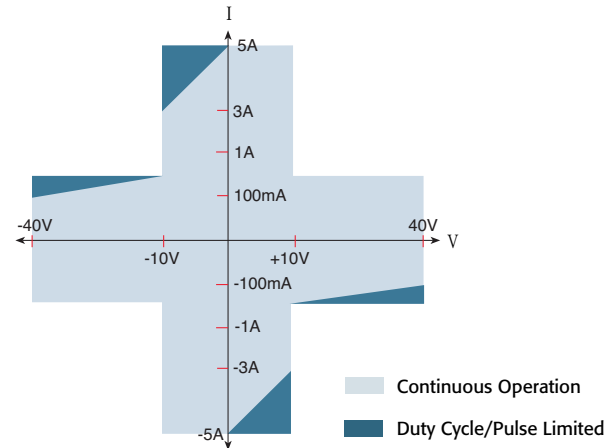 I
5A
3A
1A
100mA
-40V
40V
V
-10V
+10V
-100mA
-1A
-3A
-5A
Continuous Operation
Duty Cycle/Pulse Limited